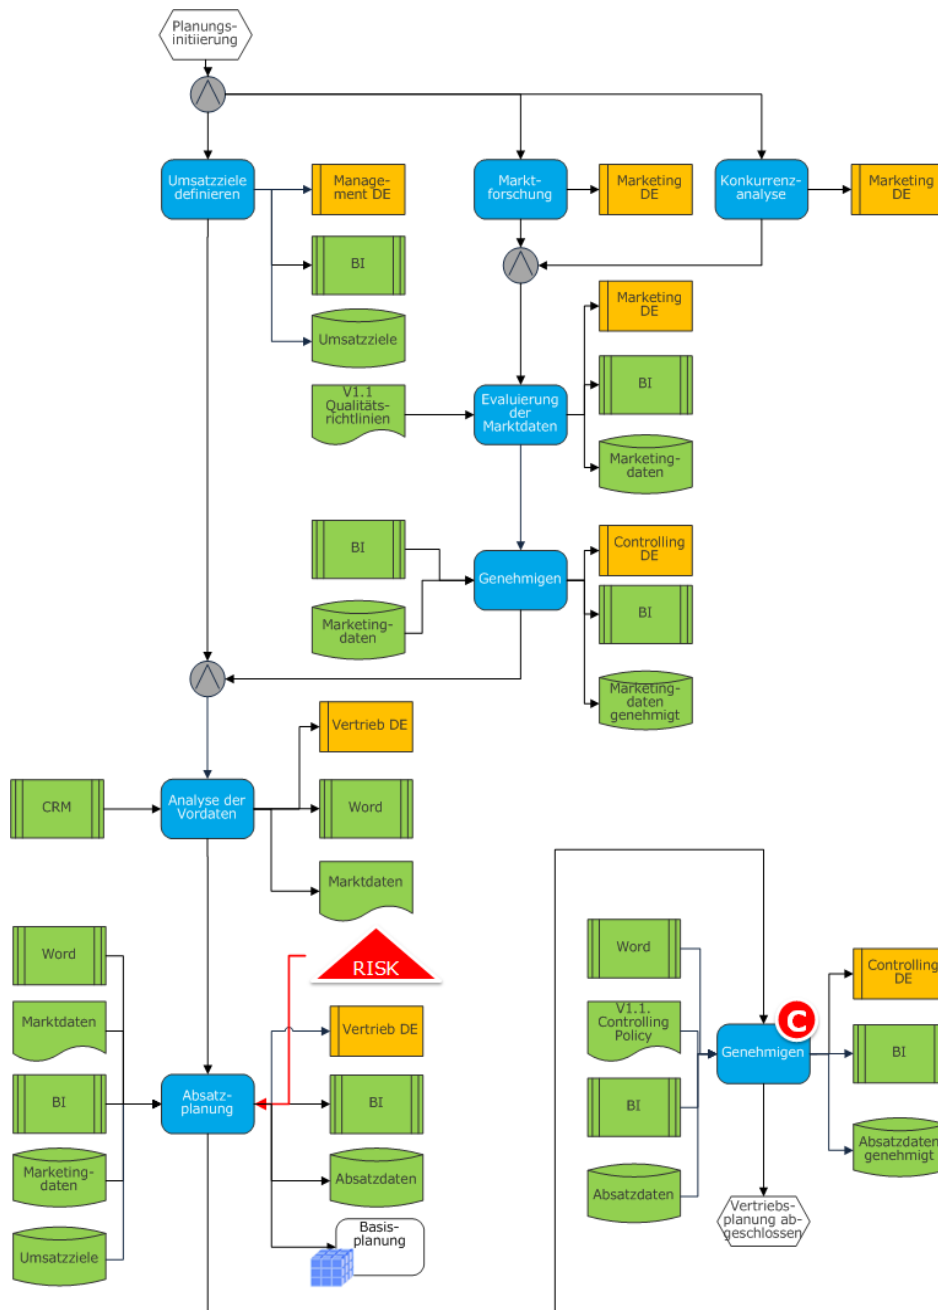 Planungs-
initiierung
Umsatzziele
definieren
Manage-
ment DE
Markt-
forschung
Marketing
DE
Konkurrenz-
analyse
Marketing
DE
BI
Umsatzziele
Marketing
DE
BI
V1.1
Qualitäts-
richtlinien
Evaluierung
der
Marktdaten
Marketing-
daten
BI
Controlling
DE
Genehmigen
BI
Marketing-
daten
Marketing-
daten
genehmigt
Vertrieb DE
CRM
Analyse der
Vordaten
Word
Marktdaten
Word
RISK
Marktdaten
Vertrieb DE
BI
Absatz-
planung
BI
Marketing-
daten
Absatzdaten
Umsatzziele
Basis-
planung
Word
Controlling
DE
V1.1.
Controlling
Policy
C
Genehmigen
BI
BI
Absatzdaten
Absatzdaten
genehmigt
Vertriebs-
planung ab-
geschlossen